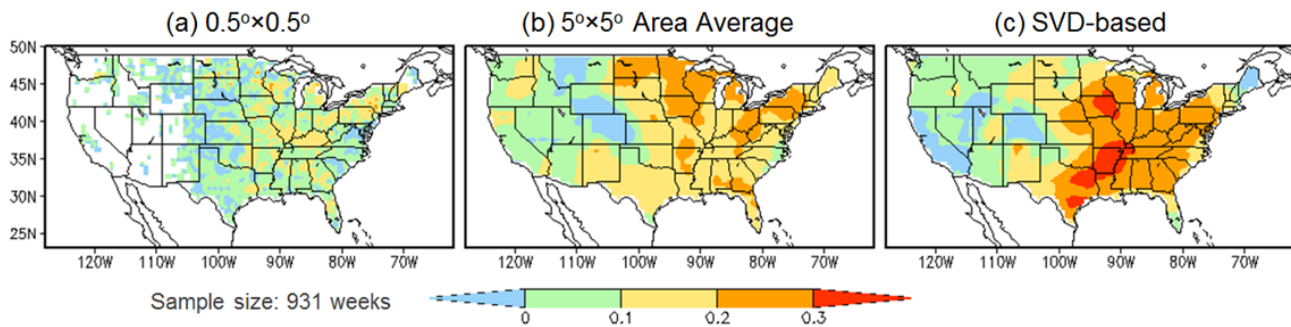 (a) 0.5°×0.5°
(b) 5°×5° Area Average
(c) SVD-based
50N
45N
40N
35N
30N
25N
120W 110W 100W 90W 80W 70W
120W 110W 100W 90W 80W 70W
120W 110W 100W 90W 80W 70W
Sample size: 931 weeks
0 0.1 0.2 0.3